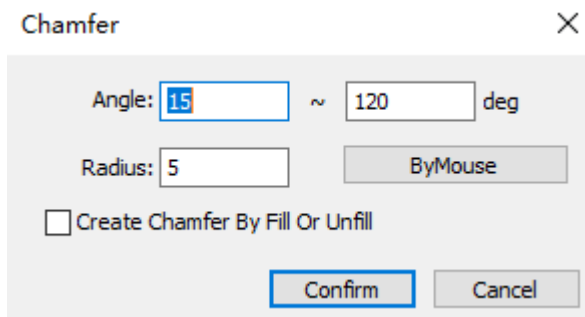 Chamfer
Angle: 15 ~ 120 deg
Radius: 5 ByMouse
Create Chamfer By Fill Or Unfill
Confirm Cancel